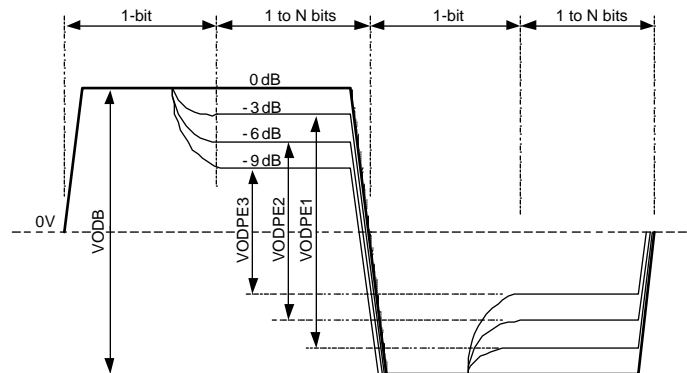 1-bit
1 to N bits
1-bit
1 to N bits
0 dB
- 3 dB
- 6 dB
- 9 dB
0V
VODB
VODPE3
VODPE2
VODPE1